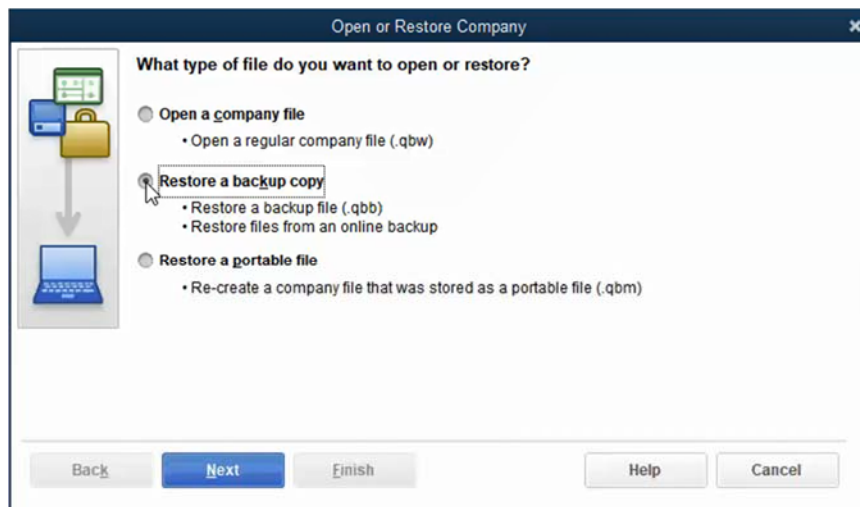 Open or Restore Company
What type of file do you want to open or restore?
Open a company file
• Open a regular company file (.qbw)
Restore a backup copy
• Restore a backup file (.qbb)
• Restore files from an online backup
Restore a portable file
• Re-create a company file that was stored as a portable file (.qbm)
Back Next Finish Help Cancel